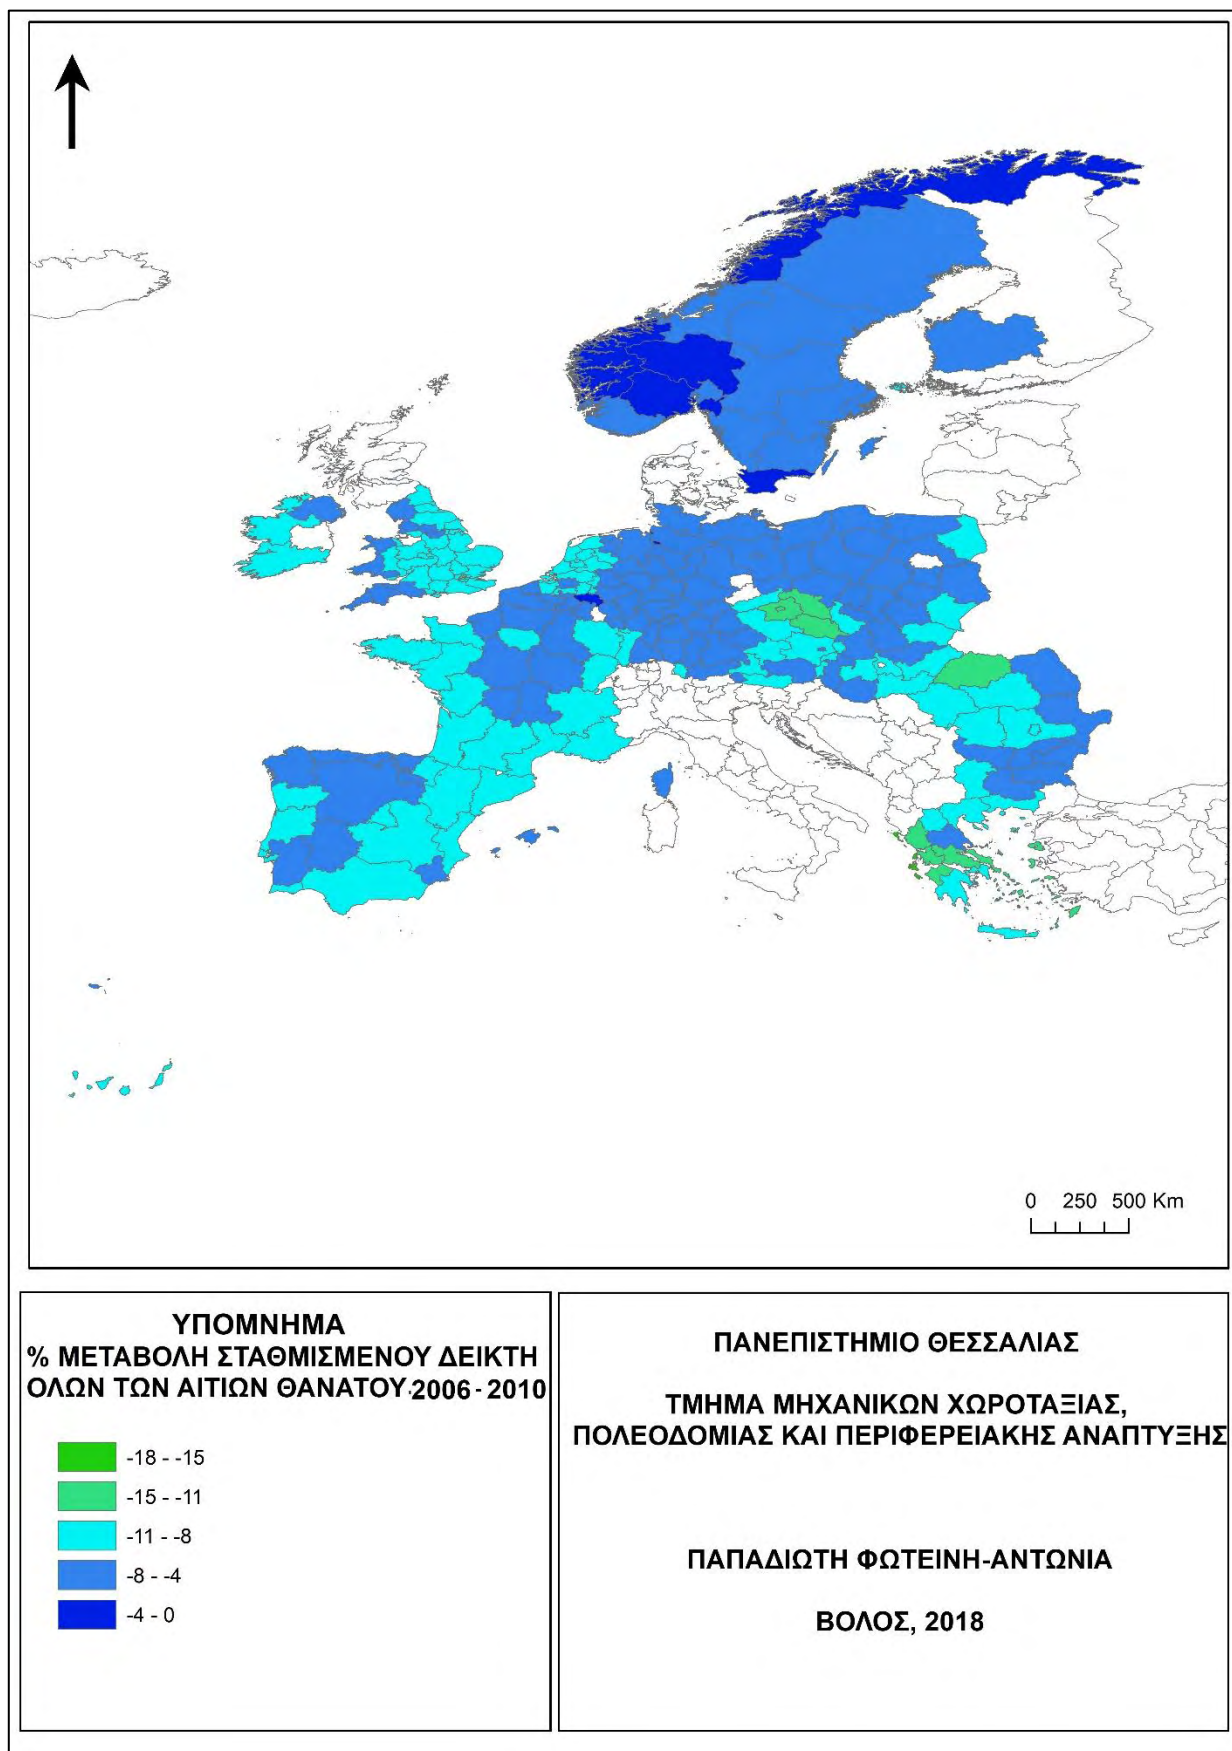 0 250 500 Km
ΥΠΟΜΝΗΜΑ
% ΜΕΤΑΒΟΛΗ ΣΤΑΘΜΙΣΜΕΝΟΥ ΔΕΙΚΤΗ
ΟΛΩΝ ΤΩΝ ΑΙΤΙΩΝ ΘΑΝΑΤΟΥ 2006 - 2010
-18 - -15
-15 - -11
-11 - -8
-8 - -4
-4 - 0
ΠΑΝΕΠΙΣΤΗΜΙΟ ΘΕΣΣΑΛΙΑΣ
ΤΜΗΜΑ ΜΗΧΑΝΙΚΩΝ ΧΩΡΟΤΑΞΙΑΣ,
ΠΟΛΕΟΔΟΜΙΑΣ ΚΑΙ ΠΕΡΙΦΕΡΕΙΑΚΗΣ ΑΝΑΠΤΥΞΗΣ
ΠΑΠΑΔΙΩΤΗ ΦΩΤΕΙΝΗ-ΑΝΤΩΝΙΑ
ΒΟΛΟΣ, 2018